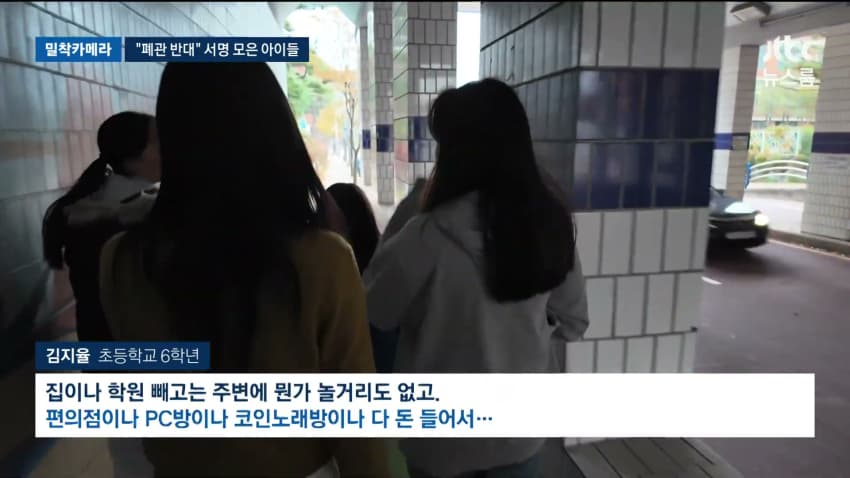 밀착카메라
"폐관 반대" 서명 모은 아이들
jtbc
뉴스룸
김지율 초등학교 6학년
집이나 학원 빼고는 주변에 뭔가 놀거리도 없고.
편의점이나 PC방이나 코인노래방이나 다 돈 들어서…